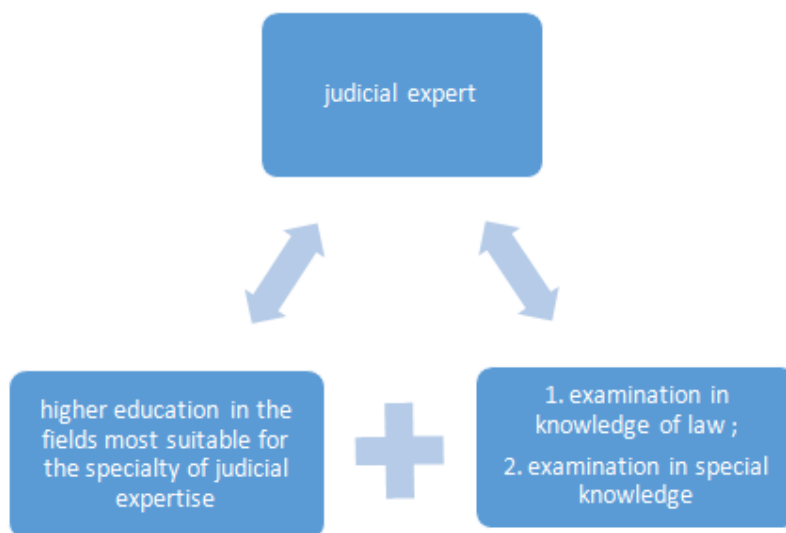 judicial expert
higher education in the
fields most suitable for
the specialty of judicial
expertise
1. examination in
knowledge of law ;
2. examination in special
knowledge